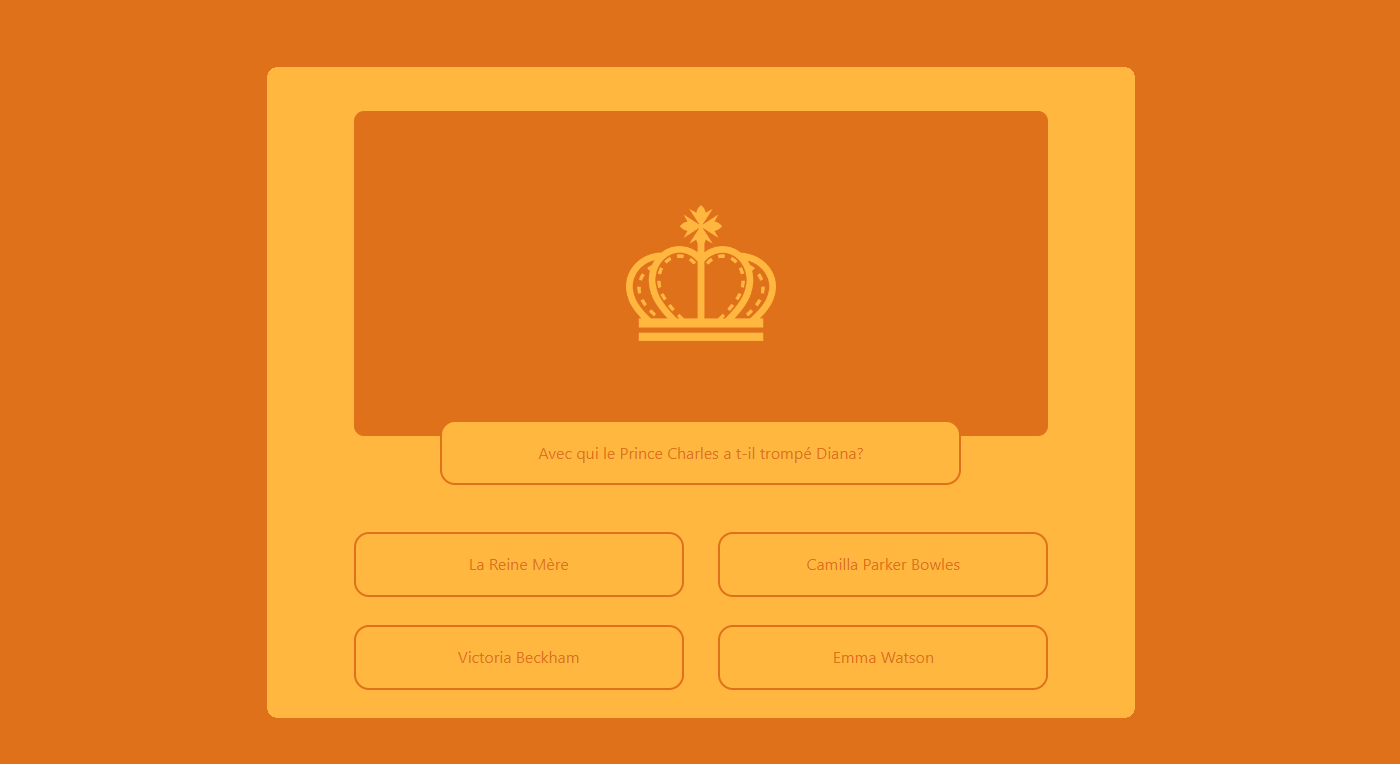 Avec qui le Prince Charles a t-il trompé Diana?
La Reine Mère
Camilla Parker Bowles
Victoria Beckham
Emma Watson